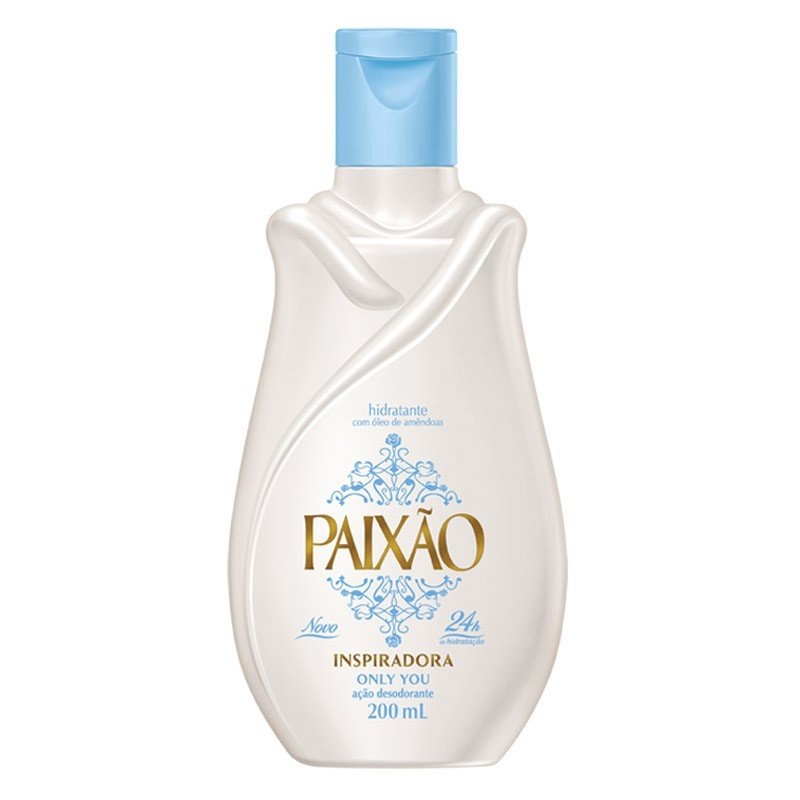 hidratante
com óleo de amêndoas
PAIXÃO
Novo
24h
de hidratação
INSPIRADORA
ONLY YOU
ação desodorante
200 mL